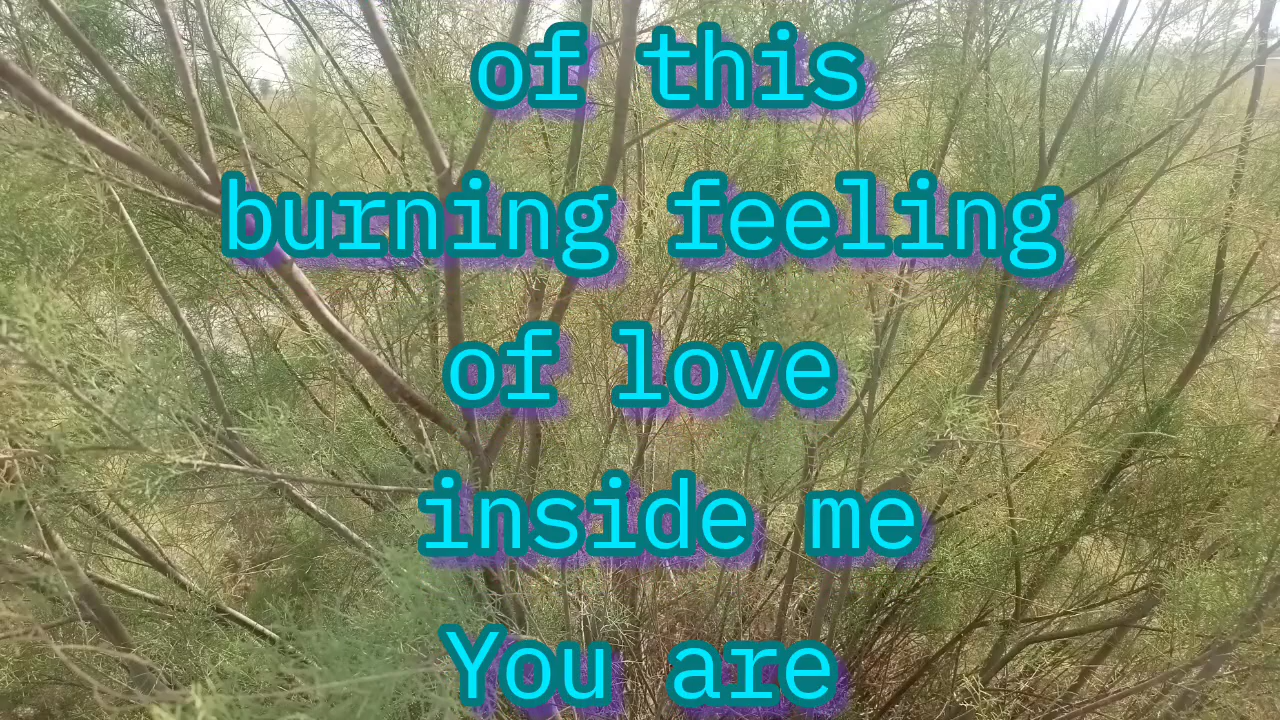 of this
burning feeling
of love
inside me
You are